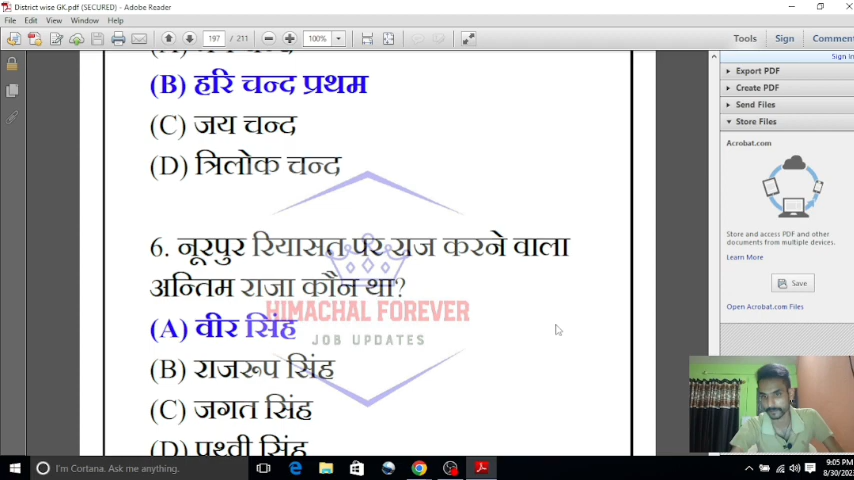 District wise GK.pdf (SECURED) - Adobe Reader
File Edit View Window Help
197 / 211 100% Tools Sign Comment
Sign In
(B) हरि चन्द प्रथम
(C) जय चन्द
(D) त्रिलोक चन्द
6. नूरपुर रियासत पर राज करने वाला
अन्तिम राजा कौन था?
HIMACHAL FOREVER
(A) वीर सिंह
JOB UPDATES
(B) राजरूप सिंह
(C) जगत सिंह
(D) पृथ्वी सिंह
Export PDF
Create PDF
Send Files
Store Files
Acrobat.com
Store and access PDF and other
documents from multiple devices.
Learn More
Save
Open Acrobat.com Files
I'm Cortana. Ask me anything.
9:05 PM